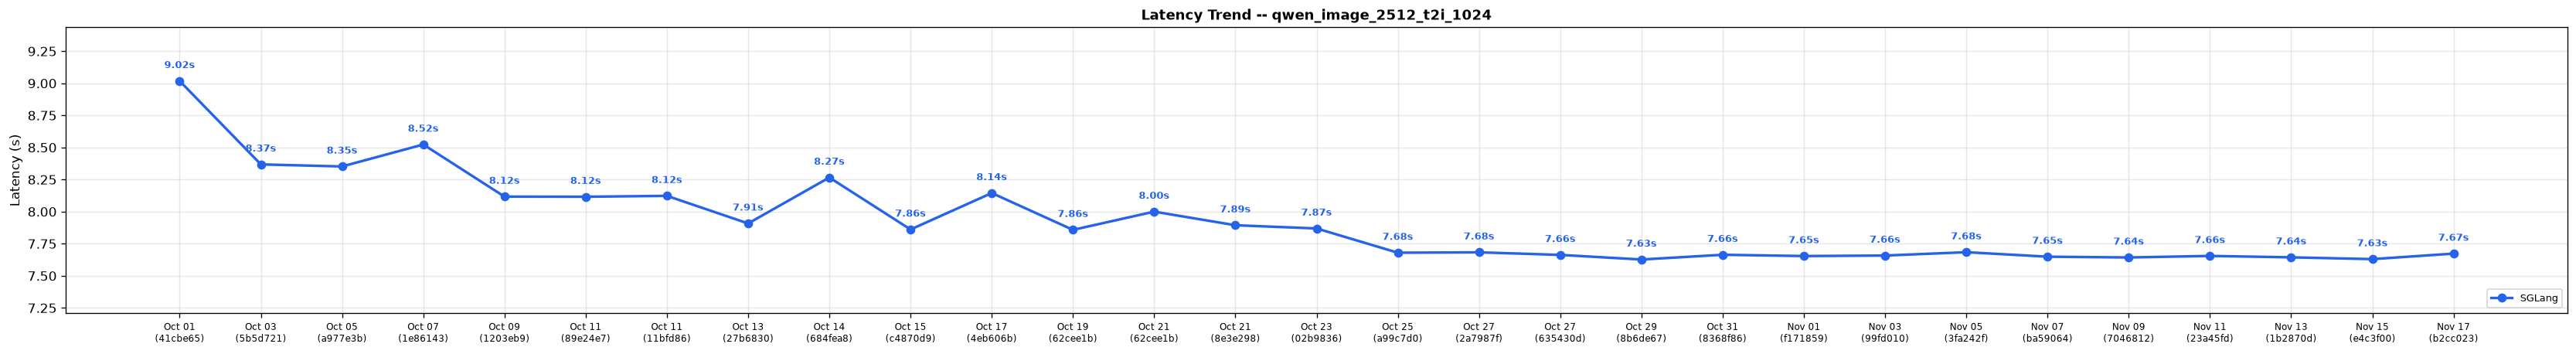 Latency Trend -- qwen_image_2512_t2i_1024
Latency (s)
9.25
9.00
8.75
8.50
8.25
8.00
7.75
7.50
7.25
9.02s
8.37s
8.35s
8.52s
8.12s
8.12s
8.12s
7.91s
8.27s
7.86s
8.14s
7.86s
8.00s
7.89s
7.87s
7.68s
7.68s
7.66s
7.63s
7.66s
7.65s
7.66s
7.68s
7.65s
7.64s
7.66s
7.64s
7.63s
7.67s
SGLang
Oct 01
(41cbe65)
Oct 03
(5b5d721)
Oct 05
(a977e3b)
Oct 07
(1e86143)
Oct 09
(1203eb9)
Oct 11
(89e24e7)
Oct 11
(11bfd86)
Oct 13
(27b6830)
Oct 14
(684fea8)
Oct 15
(c4870d9)
Oct 17
(4eb606b)
Oct 19
(62cee1b)
Oct 21
(62cee1b)
Oct 21
(8e3e298)
Oct 23
(02b9836)
Oct 25
(a99c7d0)
Oct 27
(2a7987f)
Oct 27
(635430d)
Oct 29
(8b6de67)
Oct 31
(8368f86)
Nov 01
(f171859)
Nov 03
(99fd010)
Nov 05
(3fa242f)
Nov 07
(ba59064)
Nov 09
(7046812)
Nov 11
(23a45fd)
Nov 13
(1b2870d)
Nov 15
(e4c3f00)
Nov 17
(b2cc023)